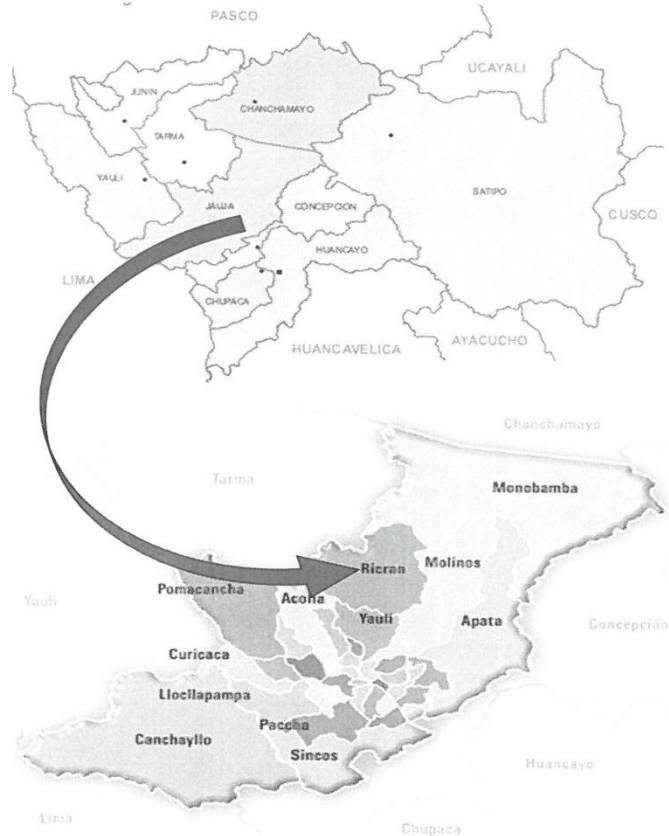 PASCO
UCAYALI
JUNIN
CHANCHAMAYO
TARMA
YAULI
SATIPO
JAUJA
CONCEPCION
CUSCO
HUANCAYO
LIMA
CHUPACA
AYACUCHO
HUANCAVELICA
Chanchamayo
Tarma
Monobamba
Ricran
Molinos
Pomacancha
Acolla
Yauli
Yauli
Apata
Concepción
Curicaca
Llocllapampa
Paccha
Canchayllo
Sincos
Huancayo
Lima
Chupaca